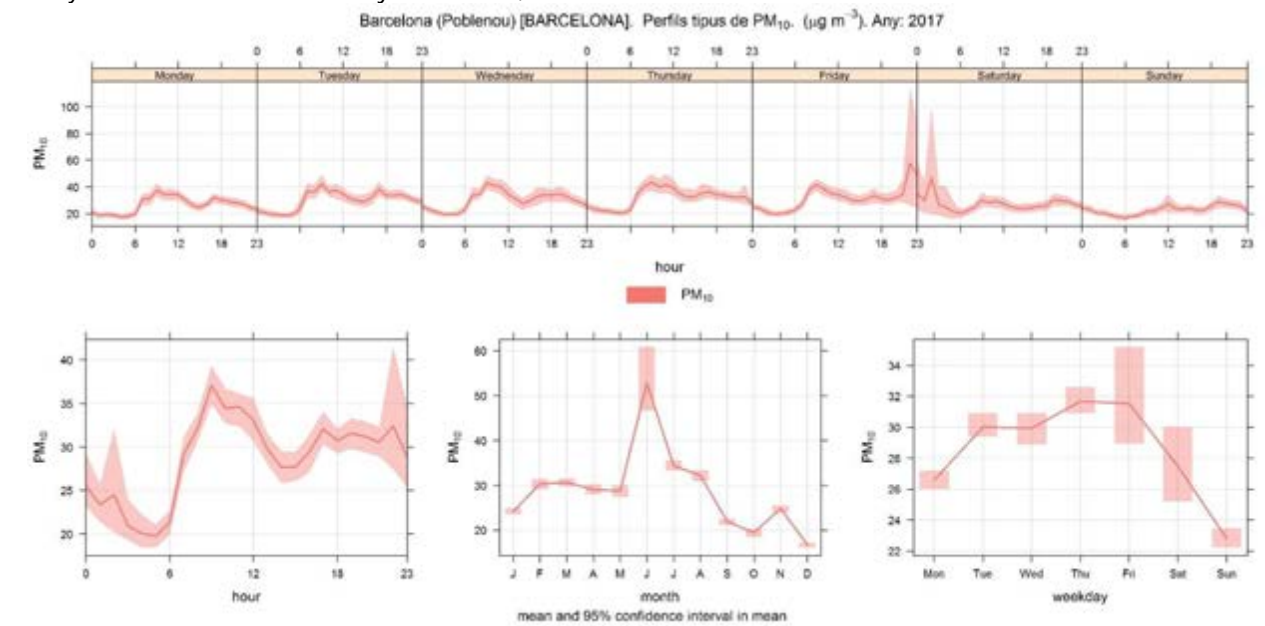 Barcelona (Poblenou) [BARCELONA]. Perfils tipus de PM₁₀. (μg m⁻³). Any: 2017
0 6 12 18 23 0 6 12 18 23 0 6 12 18 23
Monday Tuesday Wednesday Thursday Friday Saturday Sunday
PM₁₀
100
80
60
40
20
0 6 12 18 23 0 6 12 18 23 0 6 12 18 23 0 6 12 18 23
hour
PM₁₀
PM₁₀
40
35
30
25
20
0 6 12 18 23
hour
PM₁₀
60
50
40
30
20
J F M A M J J A S O N D
month
mean and 95% confidence interval in mean
PM₁₀
34
32
30
28
26
24
22
Mon Tue Wed Thu Fri Sat Sun
weekday